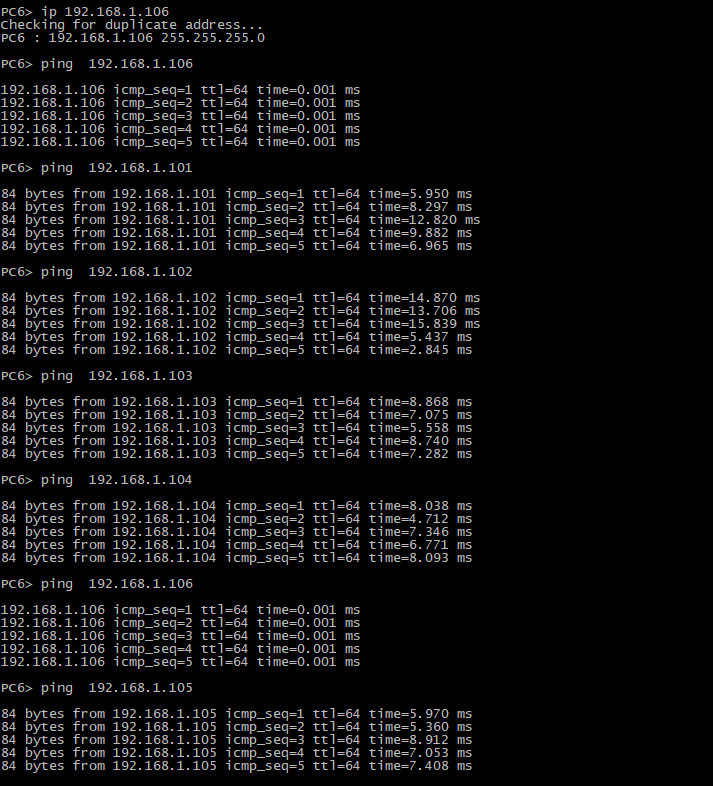 PC6> ip 192.168.1.106
Checking for duplicate address...
PC6 : 192.168.1.106 255.255.255.0
PC6> ping  192.168.1.106
192.168.1.106 icmp_seq=1 ttl=64 time=0.001 ms
192.168.1.106 icmp_seq=2 ttl=64 time=0.001 ms
192.168.1.106 icmp_seq=3 ttl=64 time=0.001 ms
192.168.1.106 icmp_seq=4 ttl=64 time=0.001 ms
192.168.1.106 icmp_seq=5 ttl=64 time=0.001 ms
PC6> ping  192.168.1.101
84 bytes from 192.168.1.101 icmp_seq=1 ttl=64 time=5.950 ms
84 bytes from 192.168.1.101 icmp_seq=2 ttl=64 time=8.297 ms
84 bytes from 192.168.1.101 icmp_seq=3 ttl=64 time=12.820 ms
84 bytes from 192.168.1.101 icmp_seq=4 ttl=64 time=9.882 ms
84 bytes from 192.168.1.101 icmp_seq=5 ttl=64 time=6.965 ms
PC6> ping  192.168.1.102
84 bytes from 192.168.1.102 icmp_seq=1 ttl=64 time=14.870 ms
84 bytes from 192.168.1.102 icmp_seq=2 ttl=64 time=13.706 ms
84 bytes from 192.168.1.102 icmp_seq=3 ttl=64 time=15.839 ms
84 bytes from 192.168.1.102 icmp_seq=4 ttl=64 time=5.437 ms
84 bytes from 192.168.1.102 icmp_seq=5 ttl=64 time=2.845 ms
PC6> ping  192.168.1.103
84 bytes from 192.168.1.103 icmp_seq=1 ttl=64 time=8.868 ms
84 bytes from 192.168.1.103 icmp_seq=2 ttl=64 time=7.075 ms
84 bytes from 192.168.1.103 icmp_seq=3 ttl=64 time=5.558 ms
84 bytes from 192.168.1.103 icmp_seq=4 ttl=64 time=8.740 ms
84 bytes from 192.168.1.103 icmp_seq=5 ttl=64 time=7.282 ms
PC6> ping  192.168.1.104
84 bytes from 192.168.1.104 icmp_seq=1 ttl=64 time=8.038 ms
84 bytes from 192.168.1.104 icmp_seq=2 ttl=64 time=4.712 ms
84 bytes from 192.168.1.104 icmp_seq=3 ttl=64 time=7.346 ms
84 bytes from 192.168.1.104 icmp_seq=4 ttl=64 time=6.771 ms
84 bytes from 192.168.1.104 icmp_seq=5 ttl=64 time=8.093 ms
PC6> ping  192.168.1.106
192.168.1.106 icmp_seq=1 ttl=64 time=0.001 ms
192.168.1.106 icmp_seq=2 ttl=64 time=0.001 ms
192.168.1.106 icmp_seq=3 ttl=64 time=0.001 ms
192.168.1.106 icmp_seq=4 ttl=64 time=0.001 ms
192.168.1.106 icmp_seq=5 ttl=64 time=0.001 ms
PC6> ping  192.168.1.105
84 bytes from 192.168.1.105 icmp_seq=1 ttl=64 time=5.970 ms
84 bytes from 192.168.1.105 icmp_seq=2 ttl=64 time=5.360 ms
84 bytes from 192.168.1.105 icmp_seq=3 ttl=64 time=8.912 ms
84 bytes from 192.168.1.105 icmp_seq=4 ttl=64 time=7.053 ms
84 bytes from 192.168.1.105 icmp_seq=5 ttl=64 time=7.408 ms